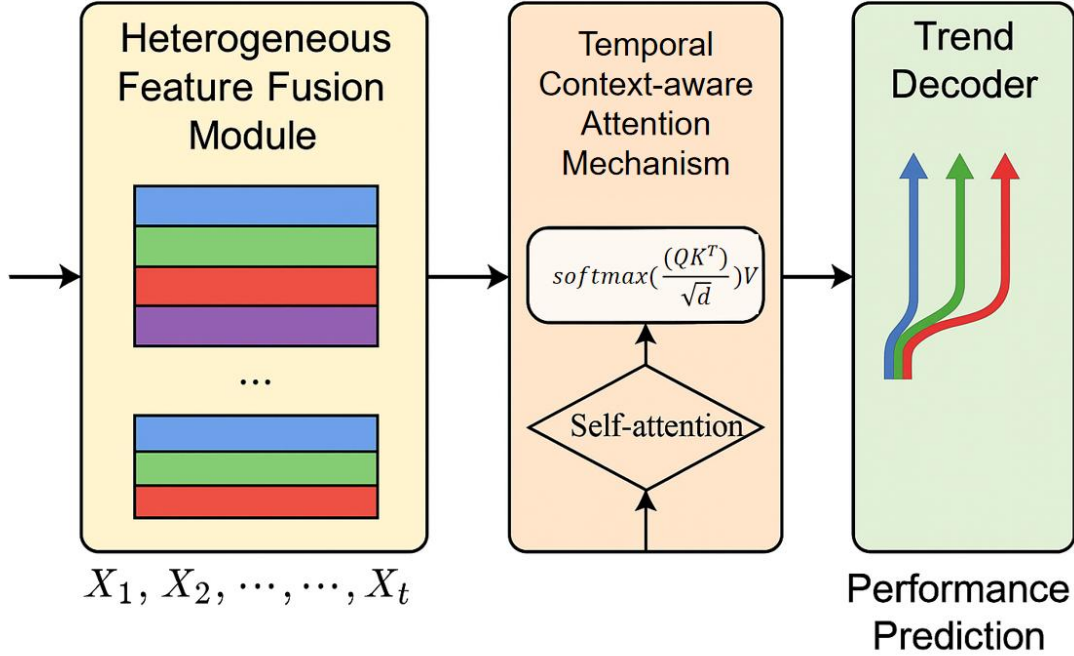 Heterogeneous
Feature Fusion
Module
...
X₁, X₂, ⋯, ⋯, Xₜ
Temporal
Context-aware
Attention
Mechanism
softmax((QKᵀ)/√d)V
Self-attention
Trend
Decoder
Performance
Prediction